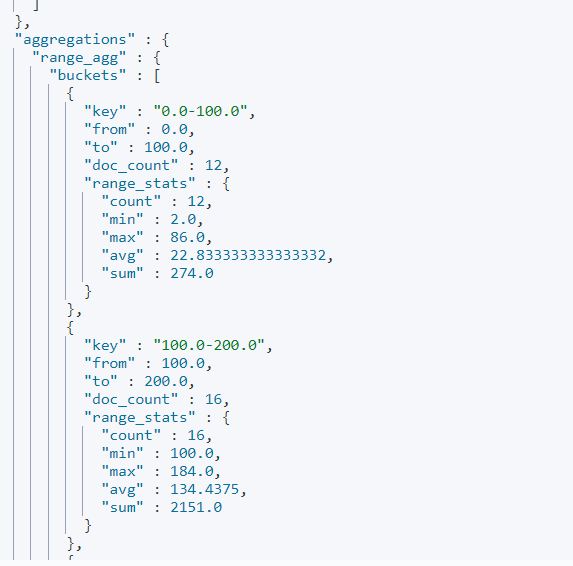 ]
},
"aggregations" : {
"range_agg" : {
"buckets" : [
{
"key" : "0.0-100.0",
"from" : 0.0,
"to" : 100.0,
"doc_count" : 12,
"range_stats" : {
"count" : 12,
"min" : 2.0,
"max" : 86.0,
"avg" : 22.833333333333332,
"sum" : 274.0
}
},
{
"key" : "100.0-200.0",
"from" : 100.0,
"to" : 200.0,
"doc_count" : 16,
"range_stats" : {
"count" : 16,
"min" : 100.0,
"max" : 184.0,
"avg" : 134.4375,
"sum" : 2151.0
}
},
{